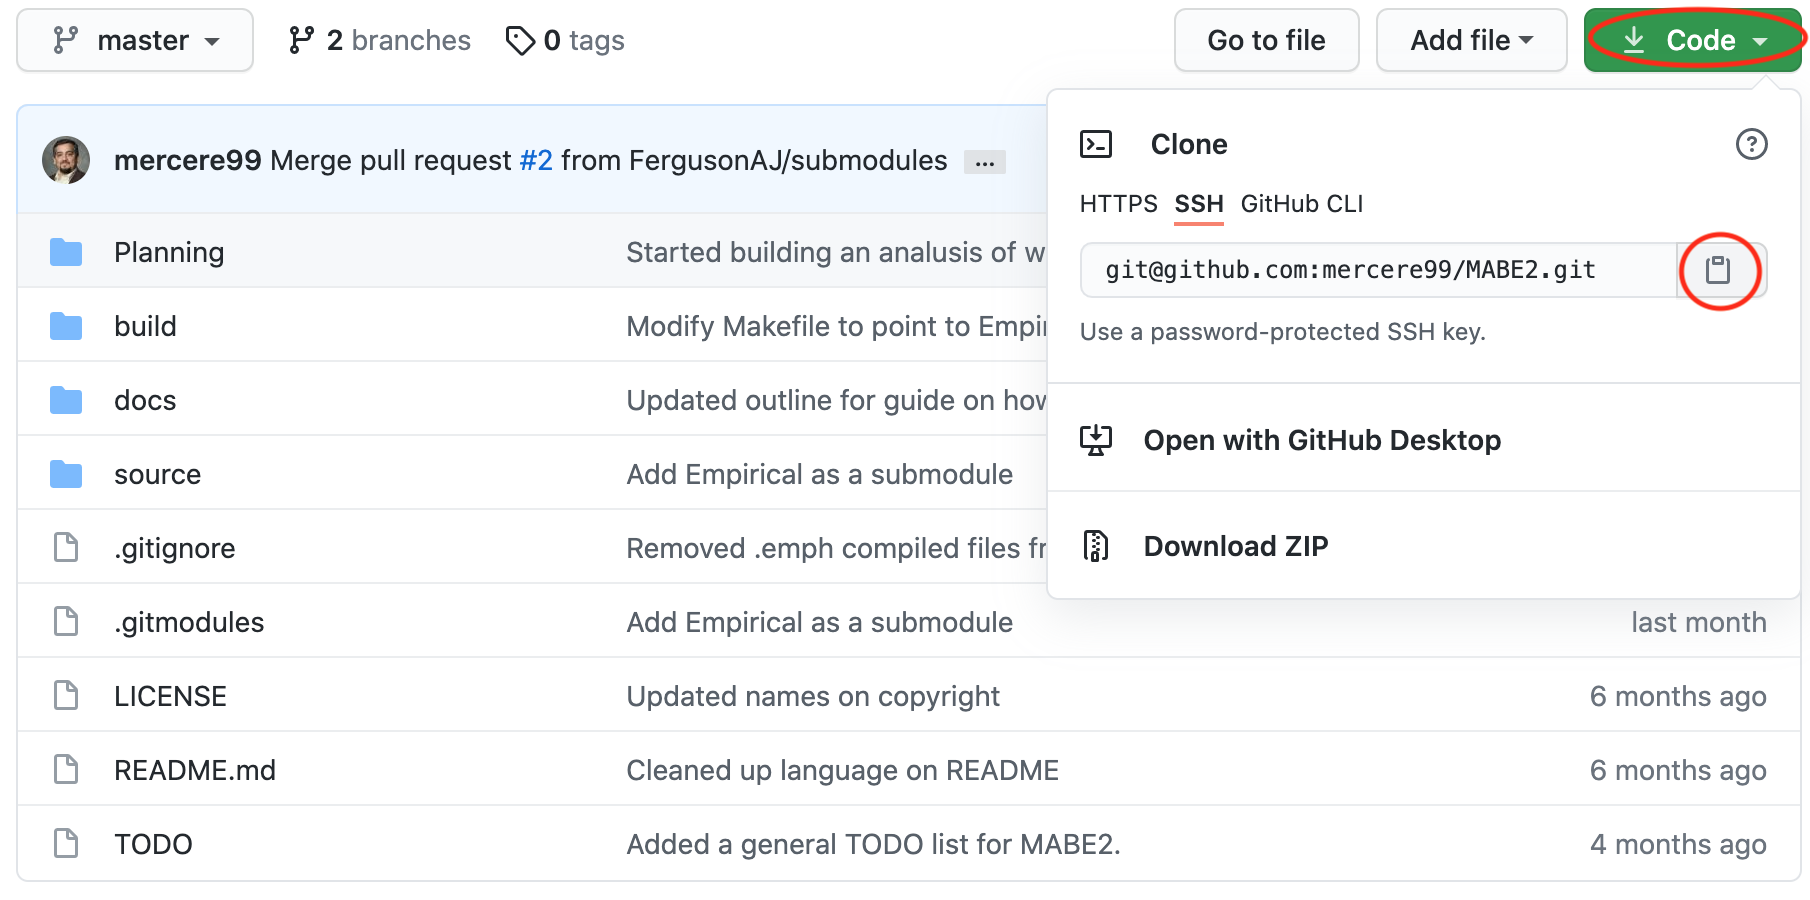 master 2 branches 0 tags Go to file Add file Code
mercere99 Merge pull request #2 from FergusonAJ/submodules ...
Clone
HTTPS SSH GitHub CLI
git@github.com:mercere99/MABE2.git
Use a password-protected SSH key.
Open with GitHub Desktop
Download ZIP
Planning Started building an analusis of w
build Modify Makefile to point to Empi
docs Updated outline for guide on how
source Add Empirical as a submodule
.gitignore Removed .emph compiled files f
.gitmodules Add Empirical as a submodule last month
LICENSE Updated names on copyright 6 months ago
README.md Cleaned up language on README 6 months ago
TODO Added a general TODO list for MABE2. 4 months ago